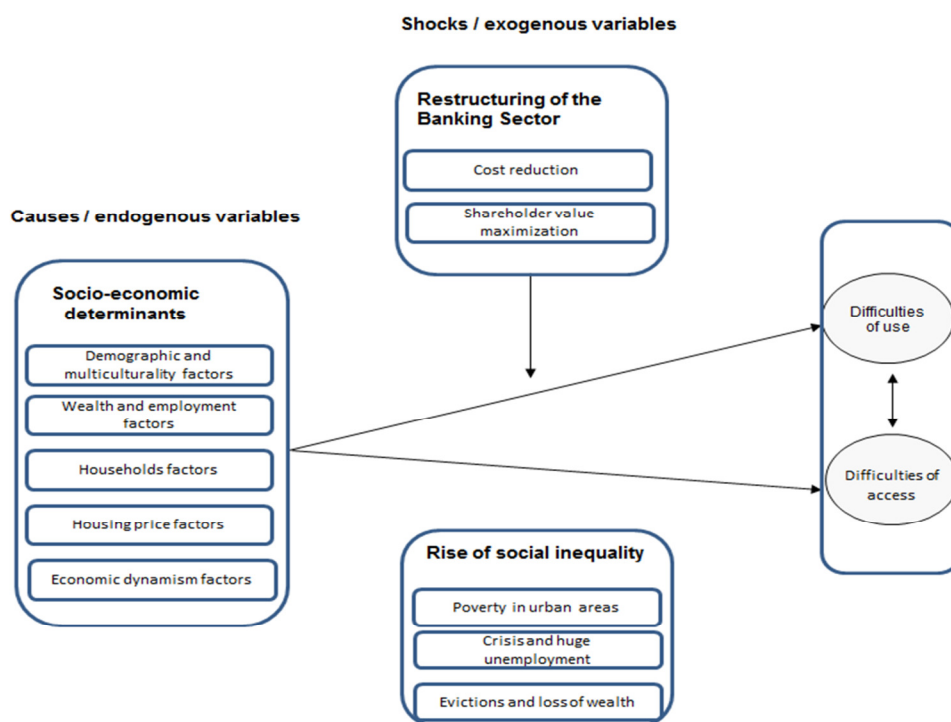 Shocks / exogenous variables
Restructuring of the
Banking Sector
Cost reduction
Shareholder value
maximization
Causes / endogenous variables
Socio-economic
determinants
Demographic and
multiculturality factors
Wealth and employment
factors
Households factors
Housing price factors
Economic dynamism factors
Difficulties
of use
Difficulties of
access
Rise of social inequality
Poverty in urban areas
Crisis and huge
unemployment
Evictions and loss of wealth